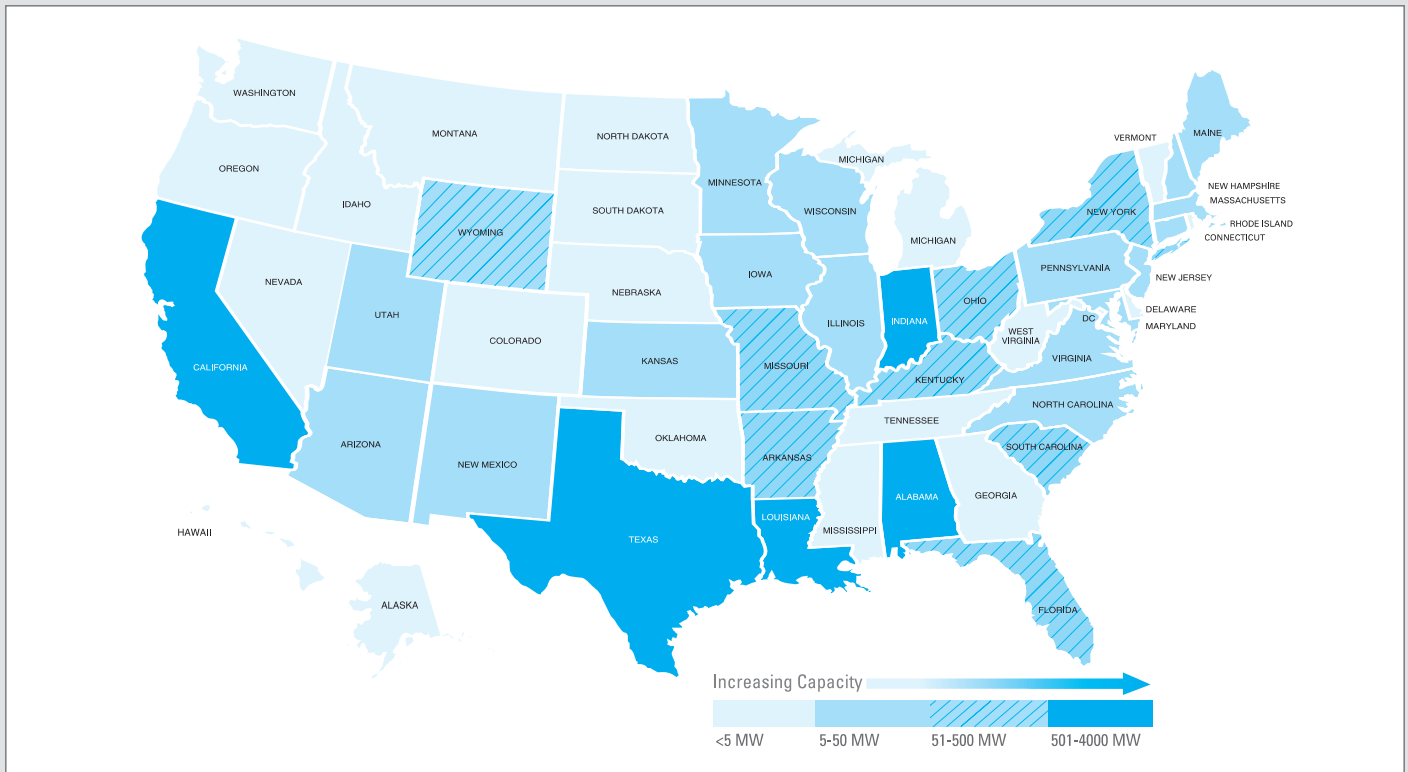 WASHINGTON
MONTANA
NORTH DAKOTA
MINNESOTA
MICHIGAN
VERMONT
MAINE
OREGON
IDAHO
SOUTH DAKOTA
WISCONSIN
NEW YORK
NEW HAMPSHIRE
MASSACHUSETTS
RHODE ISLAND
CONNECTICUT
WYOMING
MICHIGAN
NEVADA
UTAH
NEBRASKA
IOWA
PENNSYLVANIA
NEW JERSEY
COLORADO
ILLINOIS
INDIANA
OHIO
DELAWARE
DC
MARYLAND
WEST
VIRGINIA
CALIFORNIA
KANSAS
MISSOURI
KENTUCKY
VIRGINIA
ARIZONA
NEW MEXICO
OKLAHOMA
ARKANSAS
TENNESSEE
NORTH CAROLINA
SOUTH CAROLINA
HAWAII
TEXAS
LOUISIANA
MISSISSIPPI
ALABAMA
GEORGIA
ALASKA
FLORIDA
Increasing Capacity
<5 MW
5-50 MW
51-500 MW
501-4000 MW